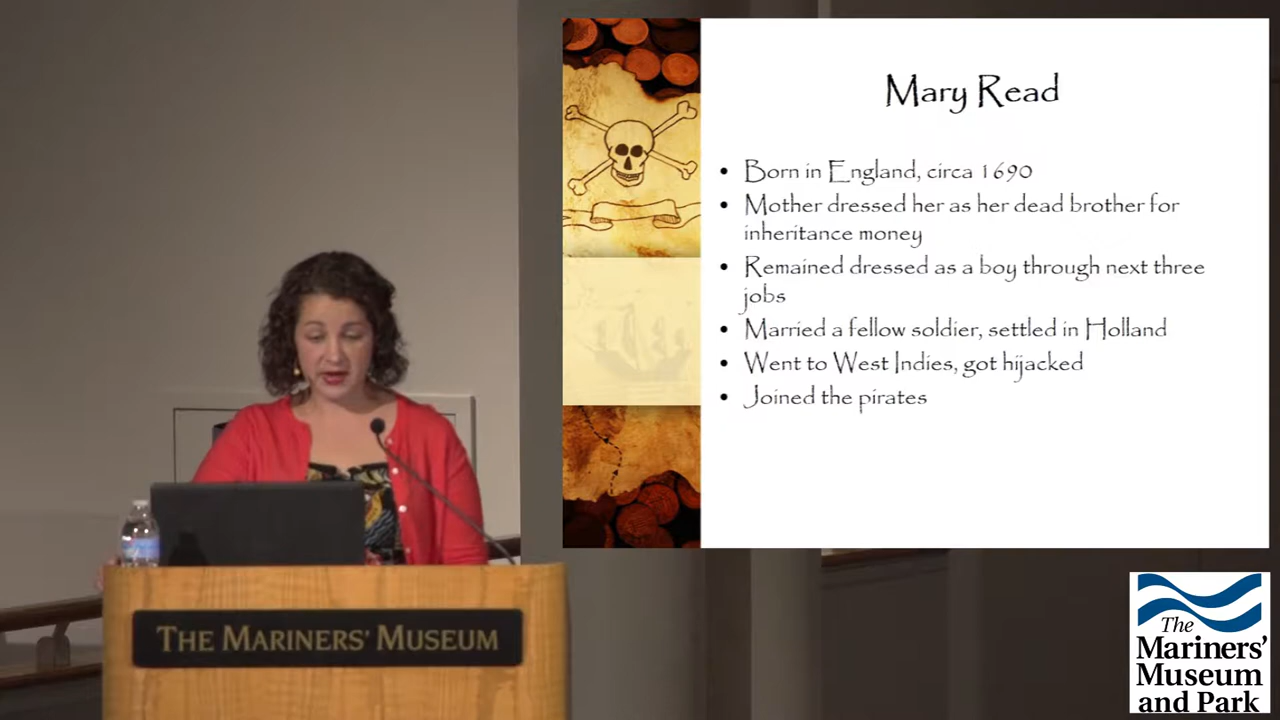 Mary Read
• Born in England, circa 1690
• Mother dressed her as her dead brother for
inheritance money
• Remained dressed as a boy through next three
jobs
• Married a fellow soldier, settled in Holland
• Went to West Indies, got hijacked
• Joined the pirates
THE MARINERS' MUSEUM
The
Mariners'
Museum
and Park